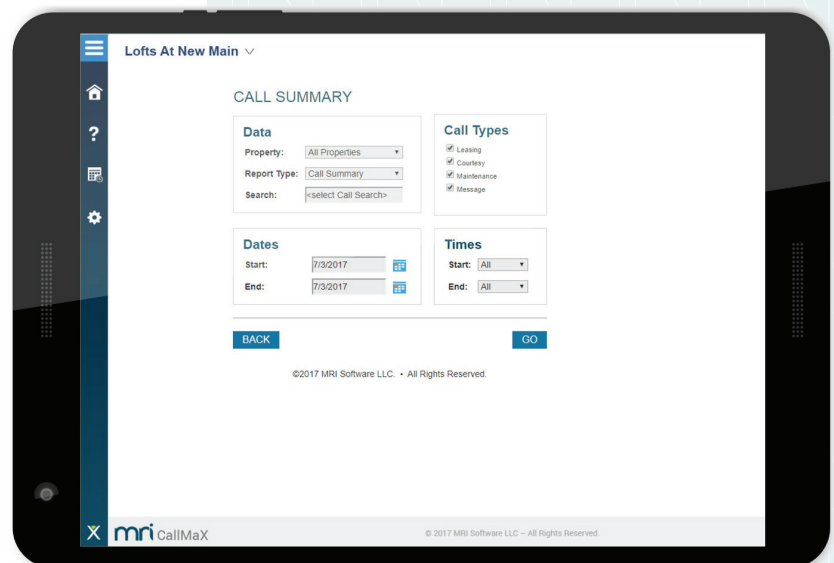 Lofts At New Main
CALL SUMMARY
Data
Property: All Properties
Report Type: Call Summary
Search: <select Call Search>
Call Types
Leasing
Courtesy
Maintenance
Message
Dates
Start: 7/3/2017
End: 7/3/2017
Times
Start: All
End: All
BACK
GO
©2017 MRI Software LLC. • All Rights Reserved.
mri CallMaX
© 2017 MRI Software LLC – All Rights Reserved.